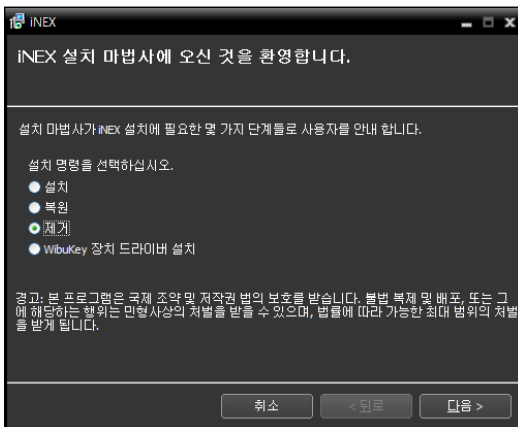 iNEX
iNEX 설치 마법사에 오신 것을 환영합니다.
설치 마법사가 iNEX 설치에 필요한 몇 가지 단계들로 사용자를 안내 합니다.
설치 명령을 선택하십시오.
설치
복원
제거
WibuKey 장치 드라이버 설치
경고: 본 프로그램은 국제 조약 및 저작권 법의 보호를 받습니다. 불법 복제 및 배포, 또는 그
에 해당하는 행위는 민형사상의 처벌을 받을 수 있으며, 법률에 따라 가능한 최대 범위의 처벌
을 받게 됩니다.
취소
< 뒤로
다음 >